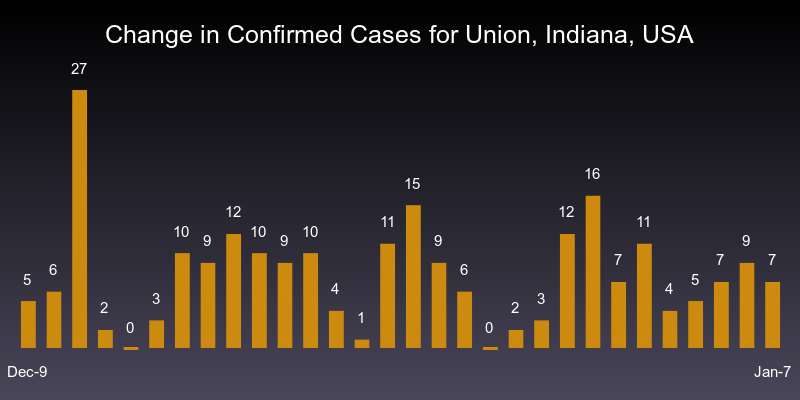 Change in Confirmed Cases for Union, Indiana, USA
5 6 27 2 0 3 10 9 12 10 9 10 4 1 11 15 9 6 0 2 3 12 16 7 11 4 5 7 9 7
Dec-9 Jan-7